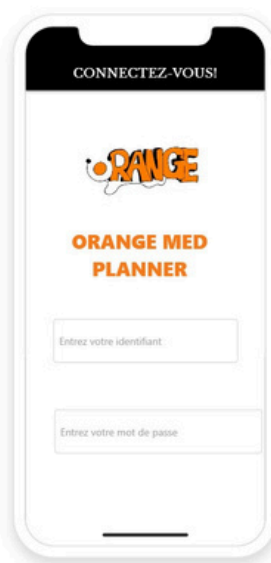 CONNECTEZ-VOUS!
ORANGE
ORANGE MED
PLANNER
Entrez votre identifiant
Entrez votre mot de passe